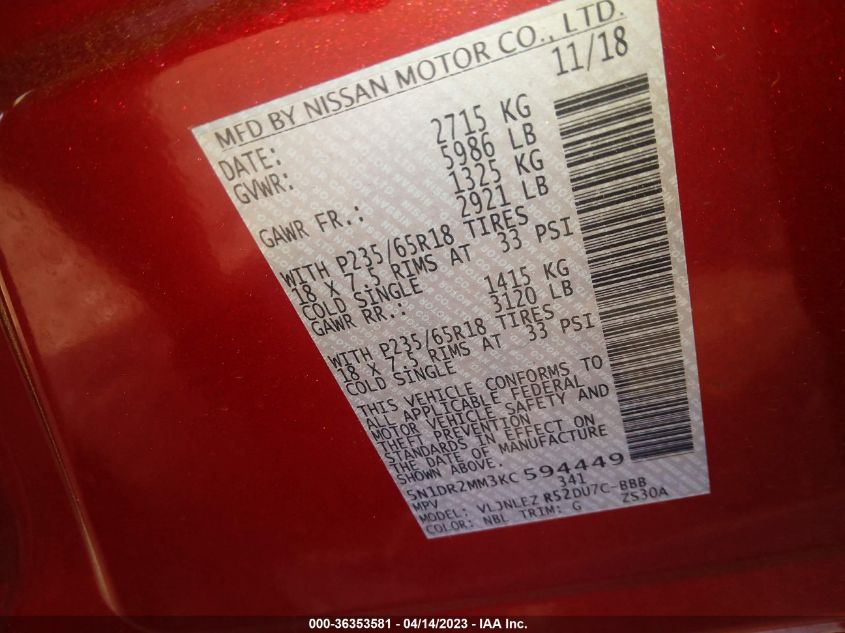 MFD BY NISSAN MOTOR CO., LTD.
DATE: 11/18
GVWR: 2715 KG
5986 LB
GAWR FR.: 1325 KG
2921 LB
WITH P235/65R18 TIRES
18 X 7.5 RIMS AT 33 PSI
COLD SINGLE
GAWR RR.: 1415 KG
3120 LB
WITH P235/65R18 TIRES
18 X 7.5 RIMS AT 33 PSI
COLD SINGLE
THIS VEHICLE CONFORMS TO
ALL APPLICABLE FEDERAL
MOTOR VEHICLE SAFETY AND
THEFT PREVENTION
STANDARDS IN EFFECT ON
THE DATE OF MANUFACTURE
SHOWN ABOVE.
5N1DR2MM3KC594449
MPV 341
MODEL: VLJNLEZ R52DU7C-BBB
COLOR: NBL TRIM: G ZS30A
000-36353581 - 04/14/2023 - IAA Inc.